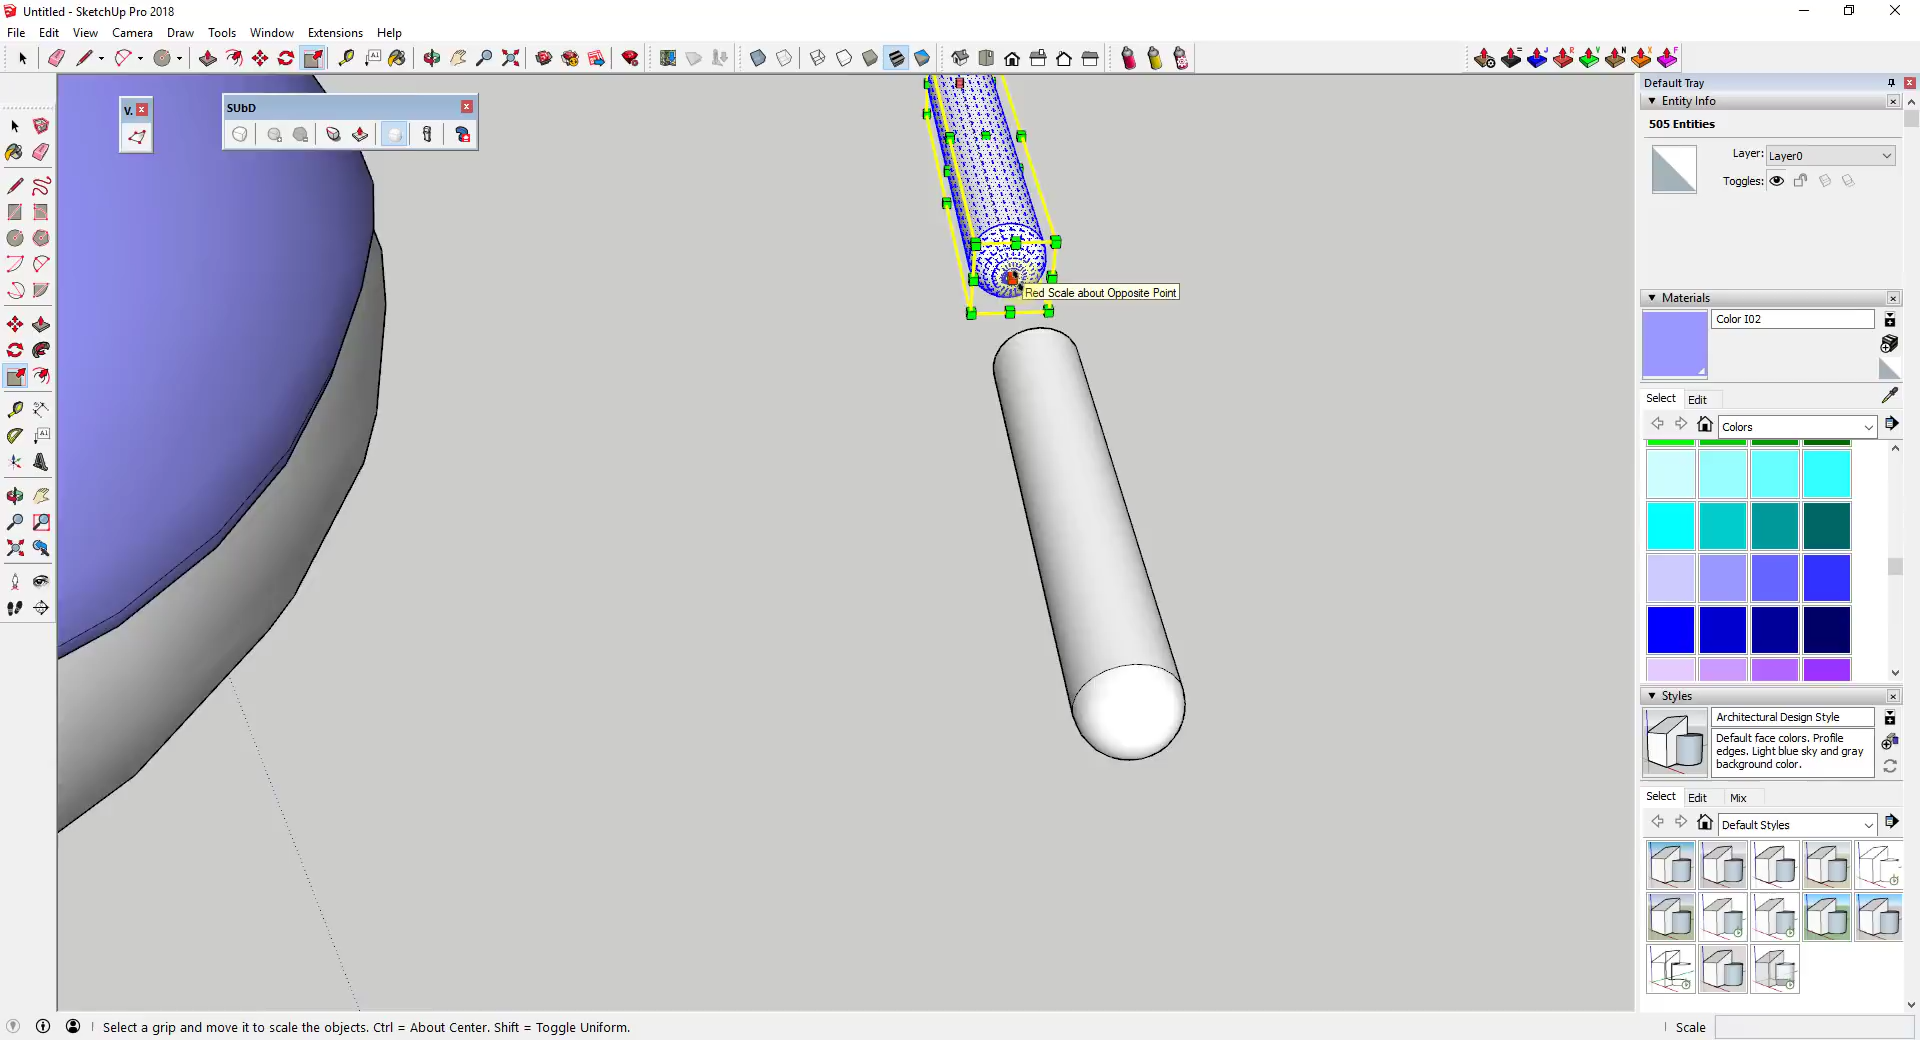 Untitled - SketchUp Pro 2018
File Edit View Camera Draw Tools Window Extensions Help
V.
SUbD
Red Scale about Opposite Point
Default Tray
Entity Info
505 Entities
Layer: Layer0
Toggles:
Materials
Color I02
Select Edit
Colors
Styles
Architectural Design Style
Default face colors. Profile
edges. Light blue sky and gray
background color.
Select Edit Mix
Default Styles
Select a grip and move it to scale the objects. Ctrl = About Center. Shift = Toggle Uniform.
Scale